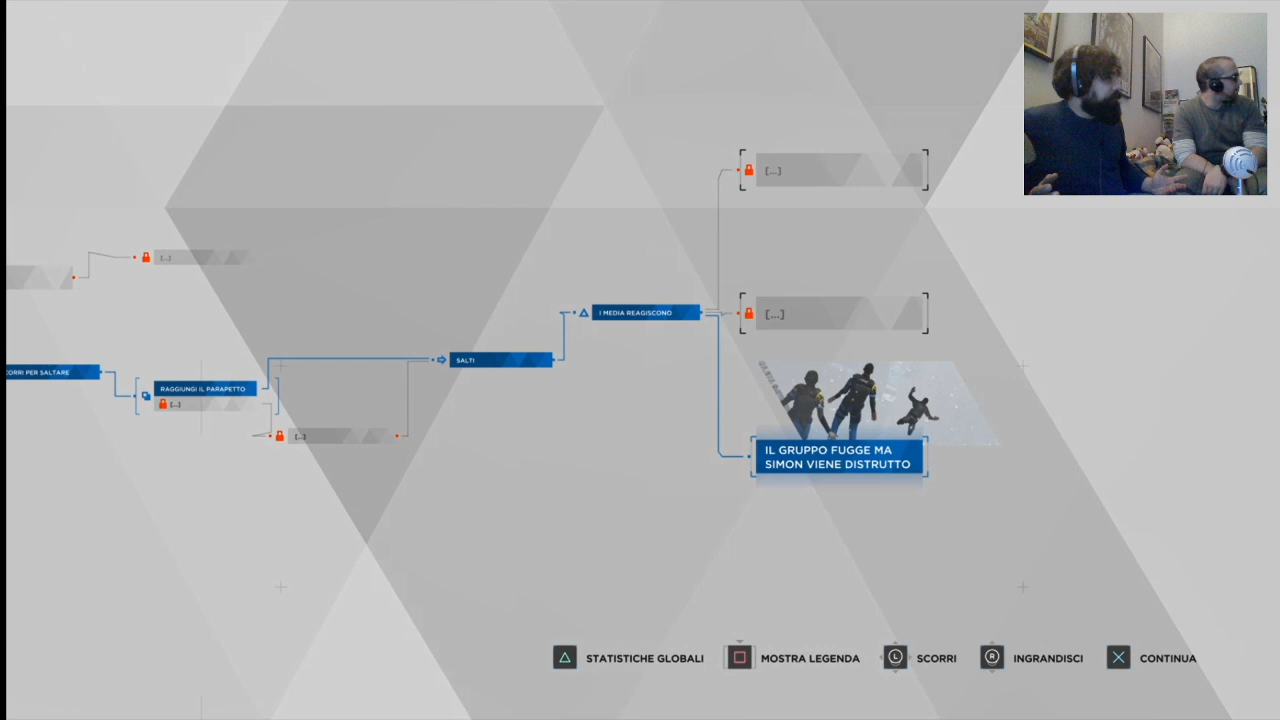 [...]
[...]
[...]
I MEDIA REAGISCONO
SALTI
CORRI PER SALTARE
RAGGIUNGI IL PARAPETTO
[...]
[...]
IL GRUPPO FUGGE MA
SIMON VIENE DISTRUTTO
STATISTICHE GLOBALI
MOSTRA LEGENDA
L
SCORRI
R
INGRANDISCI
CONTINUA